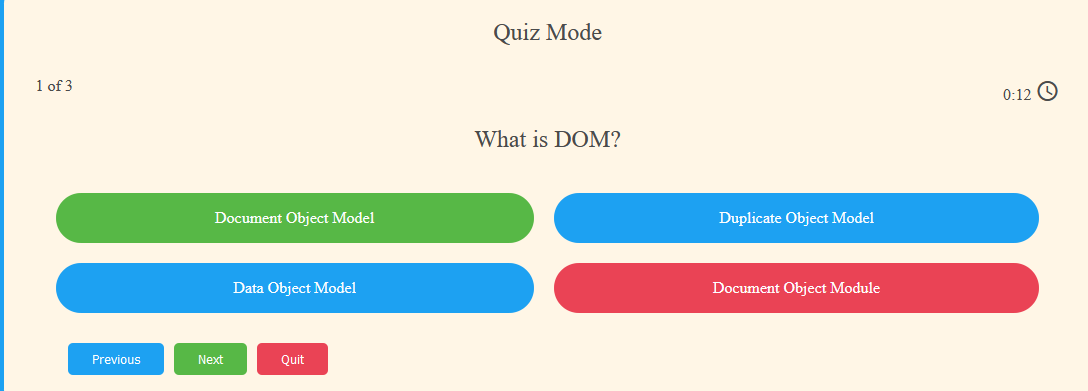 Quiz Mode
1 of 3
0:12
What is DOM?
Document Object Model
Duplicate Object Model
Data Object Model
Document Object Module
Previous
Next
Quit